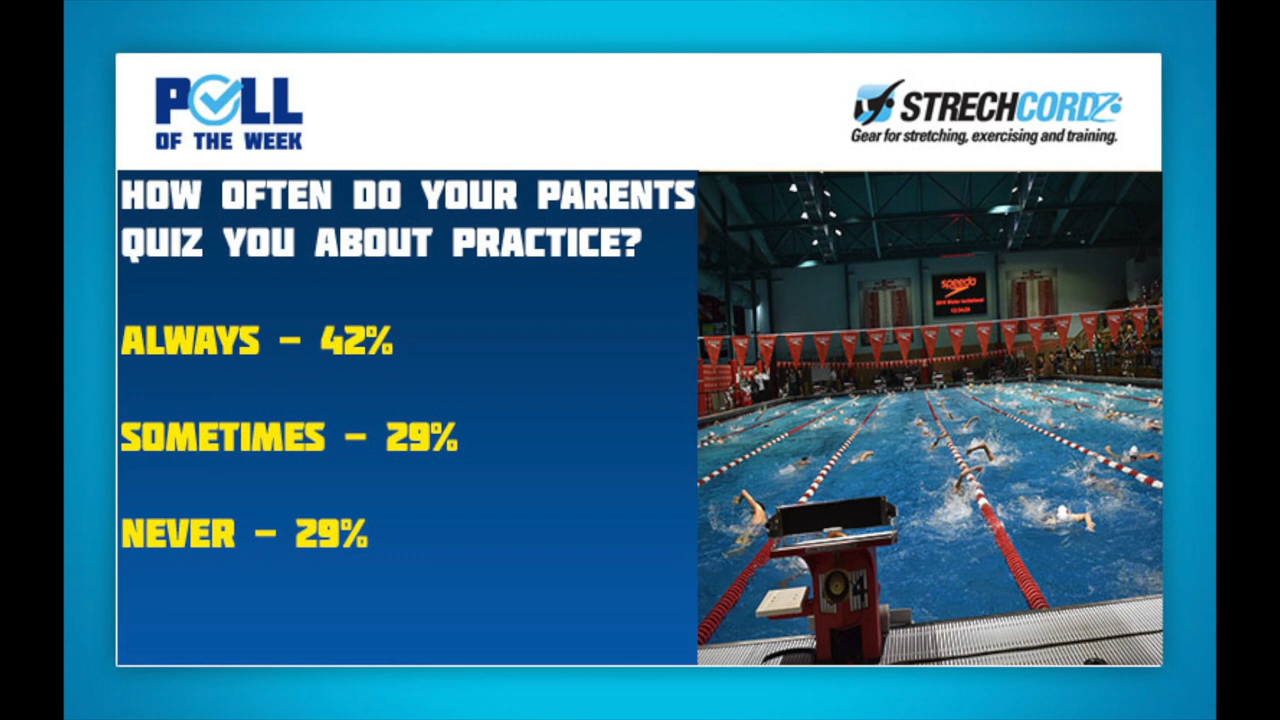 POLL
OF THE WEEK
STRECHCORDZ
Gear for stretching, exercising and training.
HOW OFTEN DO YOUR PARENTS
QUIZ YOU ABOUT PRACTICE?
ALWAYS – 42%
SOMETIMES – 29%
NEVER – 29%
speedo
4